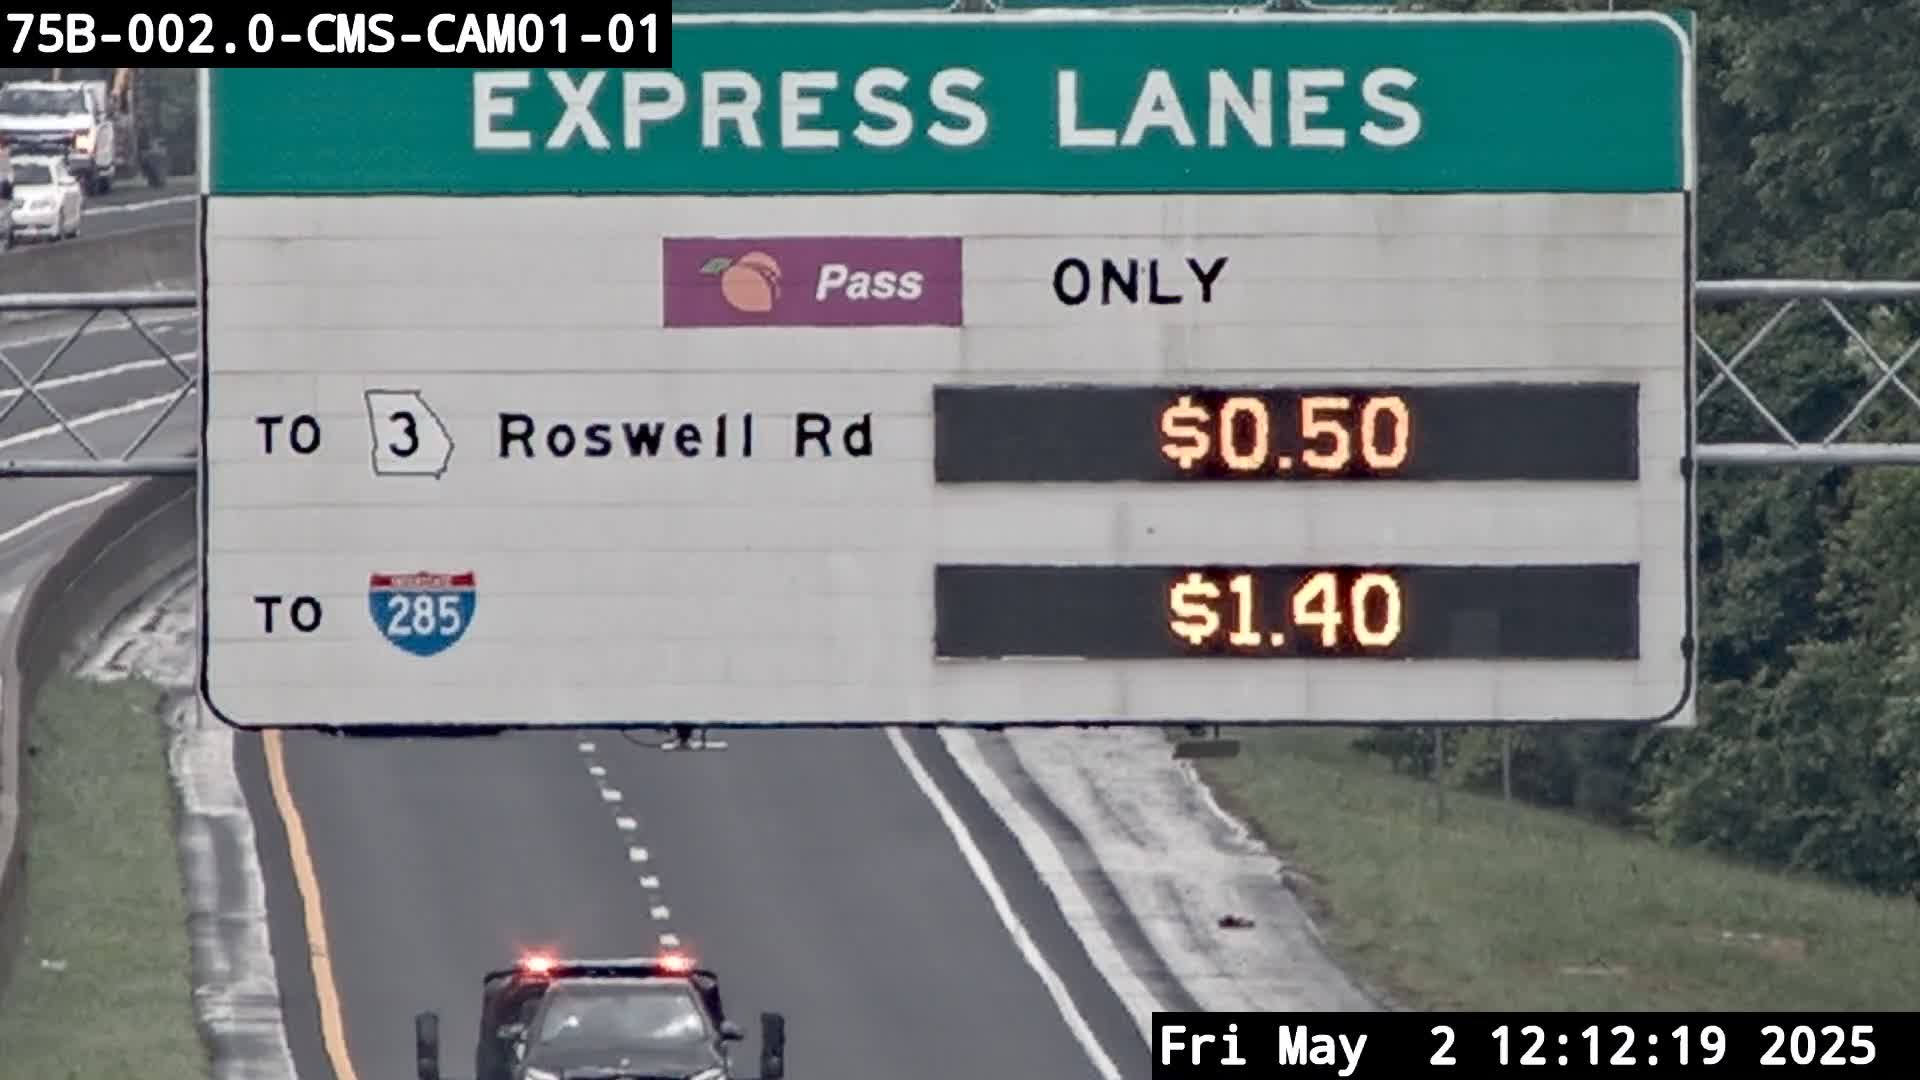 75B-002.0-CMS-CAM01-01
EXPRESS LANES
Pass ONLY
TO 3 Roswell Rd $0.50
INTERSTATE
TO 285 $1.40
Fri May 2 12:12:19 2025